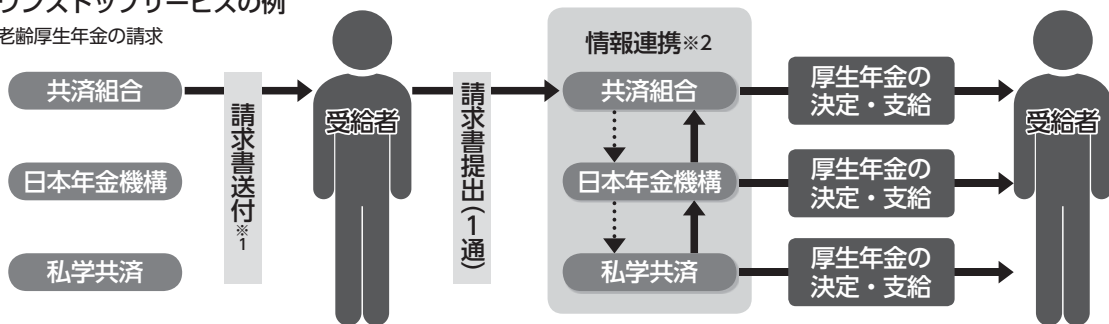 ワンストップサービスの例
老齢厚生年金の請求
共済組合
日本年金機構
私学共済
請求書送付※1
受給者
請求書提出(1通)
情報連携※2
共済組合
日本年金機構
私学共済
厚生年金の
決定・支給
厚生年金の
決定・支給
厚生年金の
決定・支給
受給者